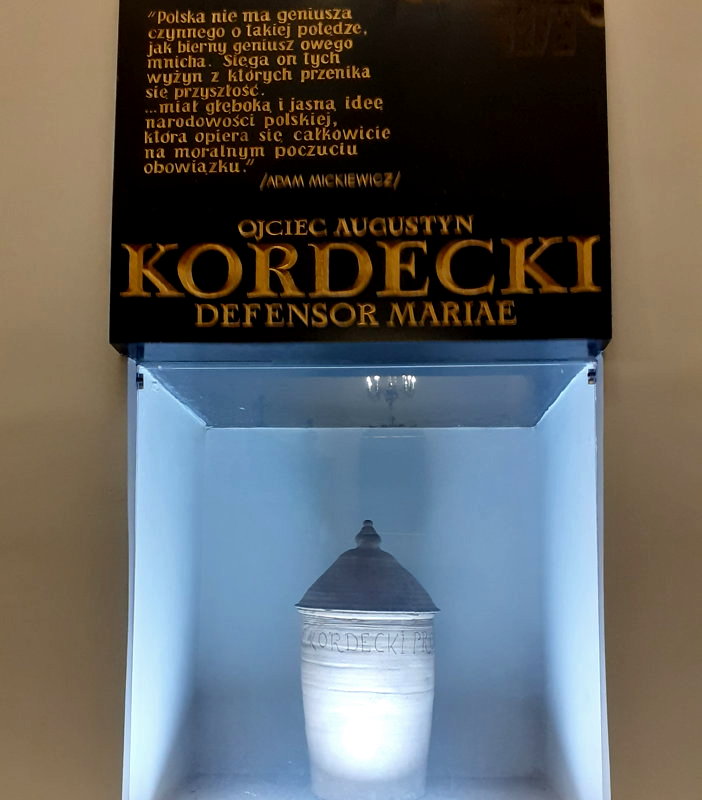 "Polska nie ma geniusza
czynnego o takiej potędze,
jak bierny geniusz owego
mnicha. Sięga on tych
wyżyn z których przenika
się przyszłość.
...miał głęboką i jasną ideę
narodowości polskiej,
która opiera się całkowicie
na moralnym poczuciu
obowiązku."
/ADAM MICKIEWICZ/
OJCIEC AUGUSTYN
KORDECKI
DEFENSOR MARIAE
KORDECKI PR